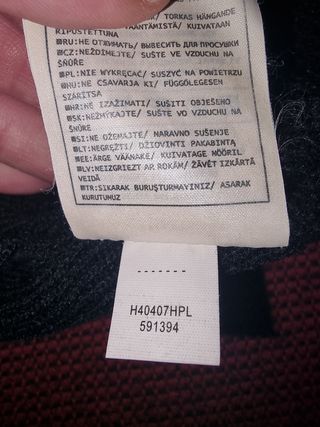 TORKAS HÄNGANDE
TÄÄNTÄMISTÄ/ KUIVATAAN
RIPUSTETTUNA
RU:НЕ ОТЖИМАТЬ/ ВЫВЕСИТЬ ДЛЯ ПРОСУШКИ
CZ:NEŽDÍMEJTE/ SUŠTE VE VZDUCHU NA
ŠŇŮŘE
PL:NIE WYKRĘCAĆ/ SUSZYĆ NA POWIETRZU
HU:NE CSAVARJA KI/ FÜGGŐLEGESEN
SZÁRÍTSA
HR:NE IZAŽIMATI/ SUŠITI OBJEŠENO
SK:NEŽMÝKAJTE/ SUŠTE VO VZDUCHU NA
ŠNÚRE
SI:NE OŽEMAJTE/ NARAVNO SUŠENJE
LT:NEGRĘŽTI/ DŽIOVINTI PAKABINTĄ
EE:ÄRGE VÄÄNAKE/ KUIVATAGE NÖÖRIL
LV:NEIZGRIEZT AR ROKĀM/ ŽĀVĒT IZKĀRTĀ
VEIDĀ
TR:SIKARAK BURUŞTURMAYINIZ/ ASARAK
KURUTUNUZ
-------
H40407HPL
591394